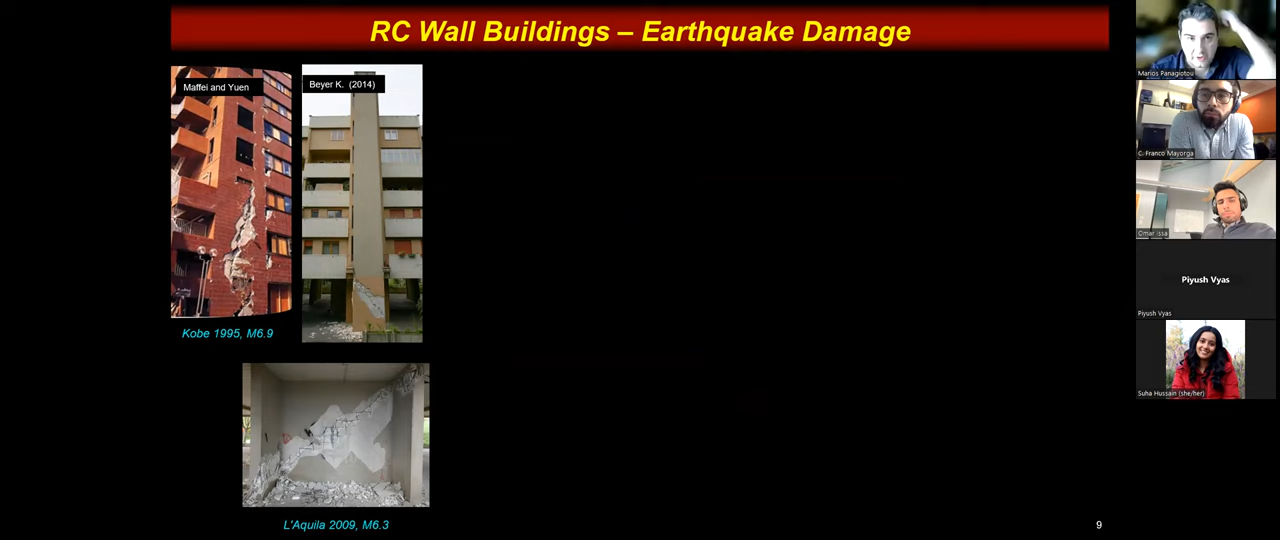 RC Wall Buildings – Earthquake Damage
Maffei and Yuen
Beyer K. (2014)
Kobe 1995, M6.9
L'Aquila 2009, M6.3
9
Marios Panagiotou
C. Franco Mayorga
Omar Issa
Piyush Vyas
Piyush Vyas
Suha Hussain (she/her)